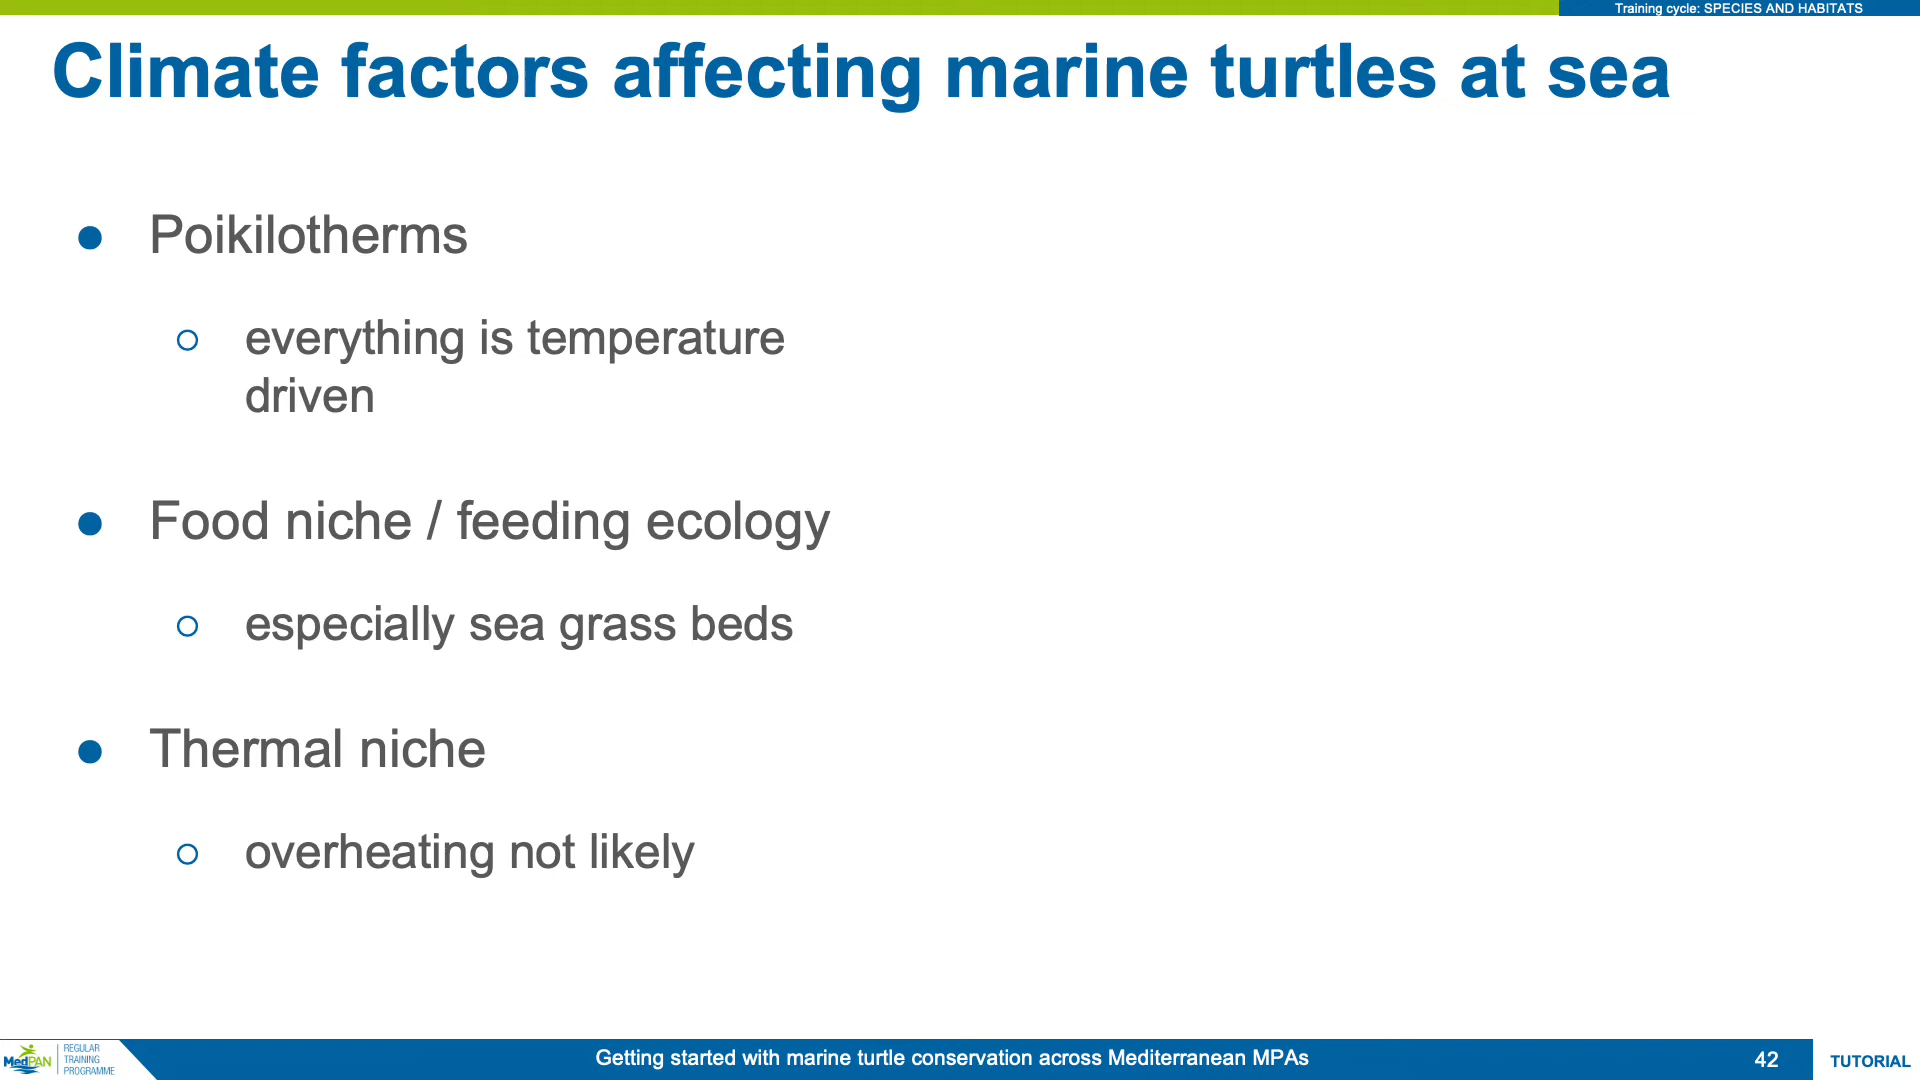 Training cycle: SPECIES AND HABITATS
Climate factors affecting marine turtles at sea
● Poikilotherms
○ everything is temperature
driven
● Food niche / feeding ecology
○ especially sea grass beds
● Thermal niche
○ overheating not likely
MedPAN
REGULAR
TRAINING
PROGRAMME
Getting started with marine turtle conservation across Mediterranean MPAs
42
TUTORIAL